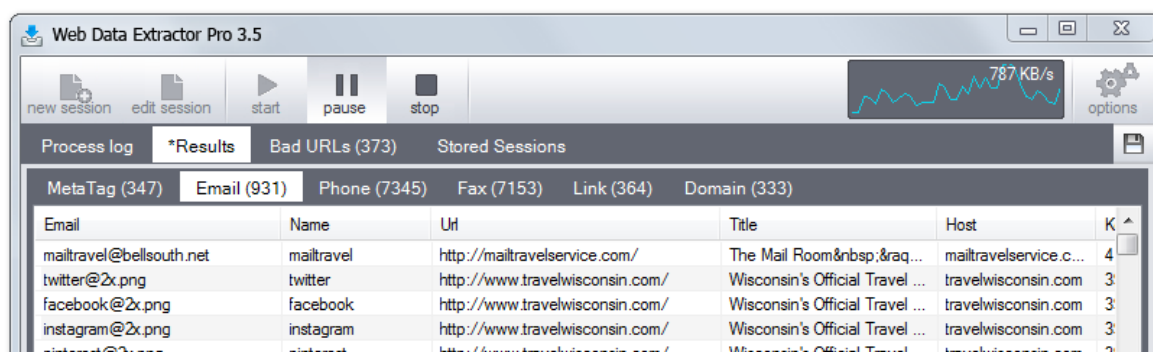 Web Data Extractor Pro 3.5
787 KB/s
new session edit session start pause stop options
Process log *Results Bad URLs (373) Stored Sessions
MetaTag (347) Email (931) Phone (7345) Fax (7153) Link (364) Domain (333)
Email Name Url Title Host K
mailtravel@bellsouth.net mailtravel http://mailtravelservice.com/ The Mail Room&nbsp;&raq... mailtravelservice.c... 4
twitter@2x.png twitter http://www.travelwisconsin.com/ Wisconsin's Official Travel ... travelwisconsin.com 3
facebook@2x.png facebook http://www.travelwisconsin.com/ Wisconsin's Official Travel ... travelwisconsin.com 3
instagram@2x.png instagram http://www.travelwisconsin.com/ Wisconsin's Official Travel ... travelwisconsin.com 3